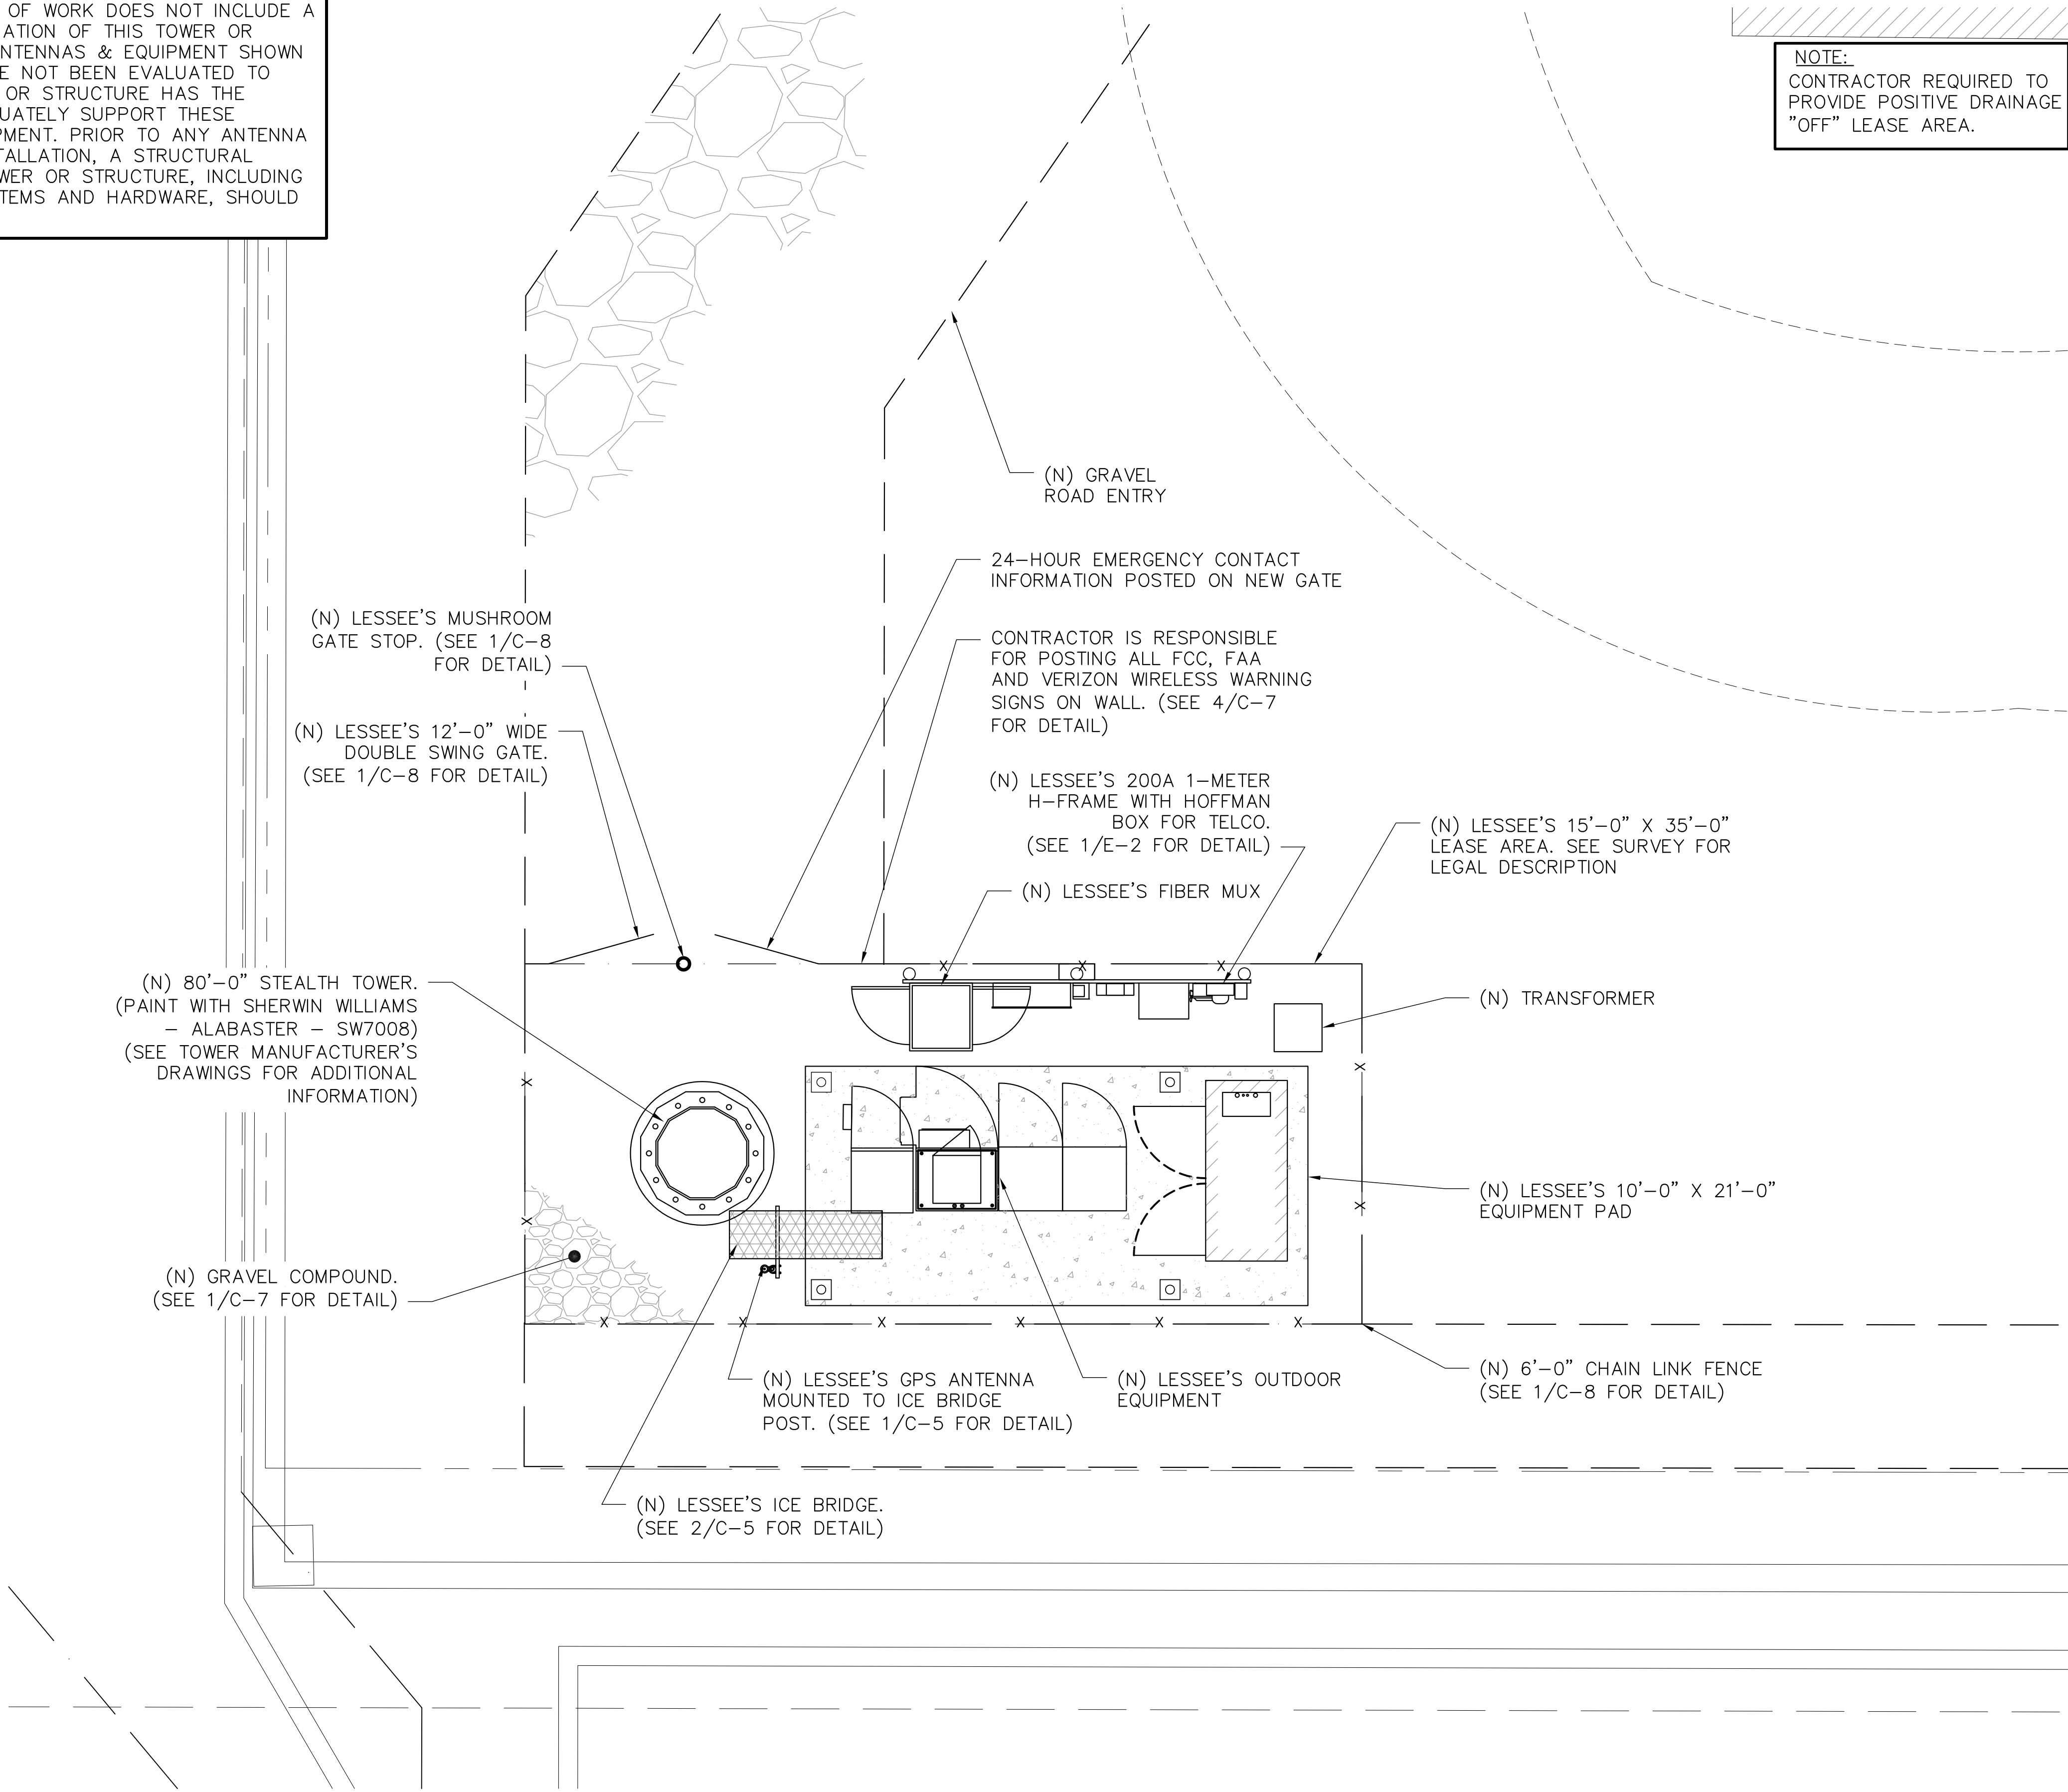 OF WORK DOES NOT INCLUDE A
ATION OF THIS TOWER OR
NTENNAS & EQUIPMENT SHOWN
E NOT BEEN EVALUATED TO
OR STRUCTURE HAS THE
UATELY SUPPORT THESE
PMENT. PRIOR TO ANY ANTENNA
TALLATION, A STRUCTURAL
WER OR STRUCTURE, INCLUDING
TEMS AND HARDWARE, SHOULD
NOTE:
CONTRACTOR REQUIRED TO
PROVIDE POSITIVE DRAINAGE
"OFF" LEASE AREA.
(N) GRAVEL
ROAD ENTRY
24-HOUR EMERGENCY CONTACT
INFORMATION POSTED ON NEW GATE
(N) LESSEE'S MUSHROOM
GATE STOP. (SEE 1/C-8
FOR DETAIL)
CONTRACTOR IS RESPONSIBLE
FOR POSTING ALL FCC, FAA
AND VERIZON WIRELESS WARNING
SIGNS ON WALL. (SEE 4/C-7
FOR DETAIL)
(N) LESSEE'S 12'-0" WIDE
DOUBLE SWING GATE.
(SEE 1/C-8 FOR DETAIL)
(N) LESSEE'S 200A 1-METER
H-FRAME WITH HOFFMAN
BOX FOR TELCO.
(SEE 1/E-2 FOR DETAIL)
(N) LESSEE'S 15'-0" X 35'-0"
LEASE AREA. SEE SURVEY FOR
LEGAL DESCRIPTION
(N) LESSEE'S FIBER MUX
(N) 80'-0" STEALTH TOWER.
(PAINT WITH SHERWIN WILLIAMS
- ALABASTER - SW7008)
(SEE TOWER MANUFACTURER'S
DRAWINGS FOR ADDITIONAL
INFORMATION)
(N) TRANSFORMER
(N) LESSEE'S 10'-0" X 21'-0"
EQUIPMENT PAD
(N) GRAVEL COMPOUND.
(SEE 1/C-7 FOR DETAIL)
(N) LESSEE'S GPS ANTENNA
MOUNTED TO ICE BRIDGE
POST. (SEE 1/C-5 FOR DETAIL)
(N) LESSEE'S OUTDOOR
EQUIPMENT
(N) 6'-0" CHAIN LINK FENCE
(SEE 1/C-8 FOR DETAIL)
(N) LESSEE'S ICE BRIDGE.
(SEE 2/C-5 FOR DETAIL)